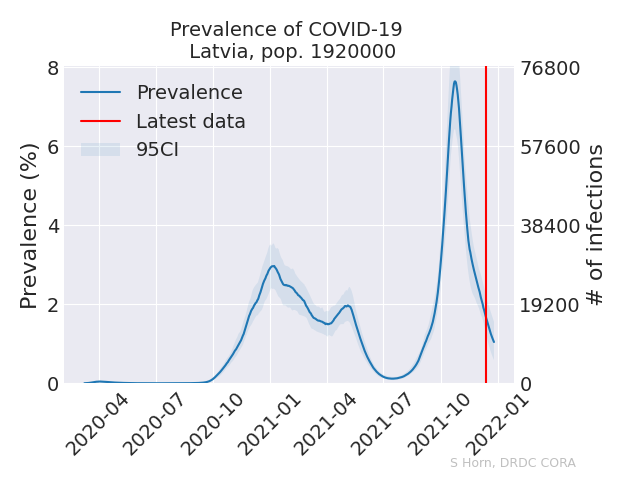 Prevalence of COVID-19
Latvia, pop. 1920000
Prevalence
Latest data
95CI
Prevalence (%)
8
6
4
2
0
76800
57600
38400
19200
0
# of infections
2020-04
2020-07
2020-10
2021-01
2021-04
2021-07
2021-10
2022-01
S Horn, DRDC CORA